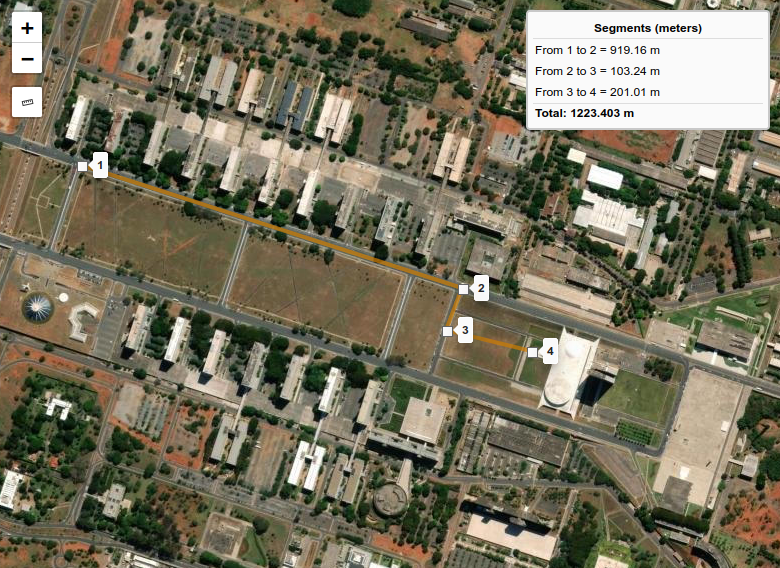 +
−
Segments (meters)
From 1 to 2 = 919.16 m
From 2 to 3 = 103.24 m
From 3 to 4 = 201.01 m
Total: 1223.403 m
1
2
3
4